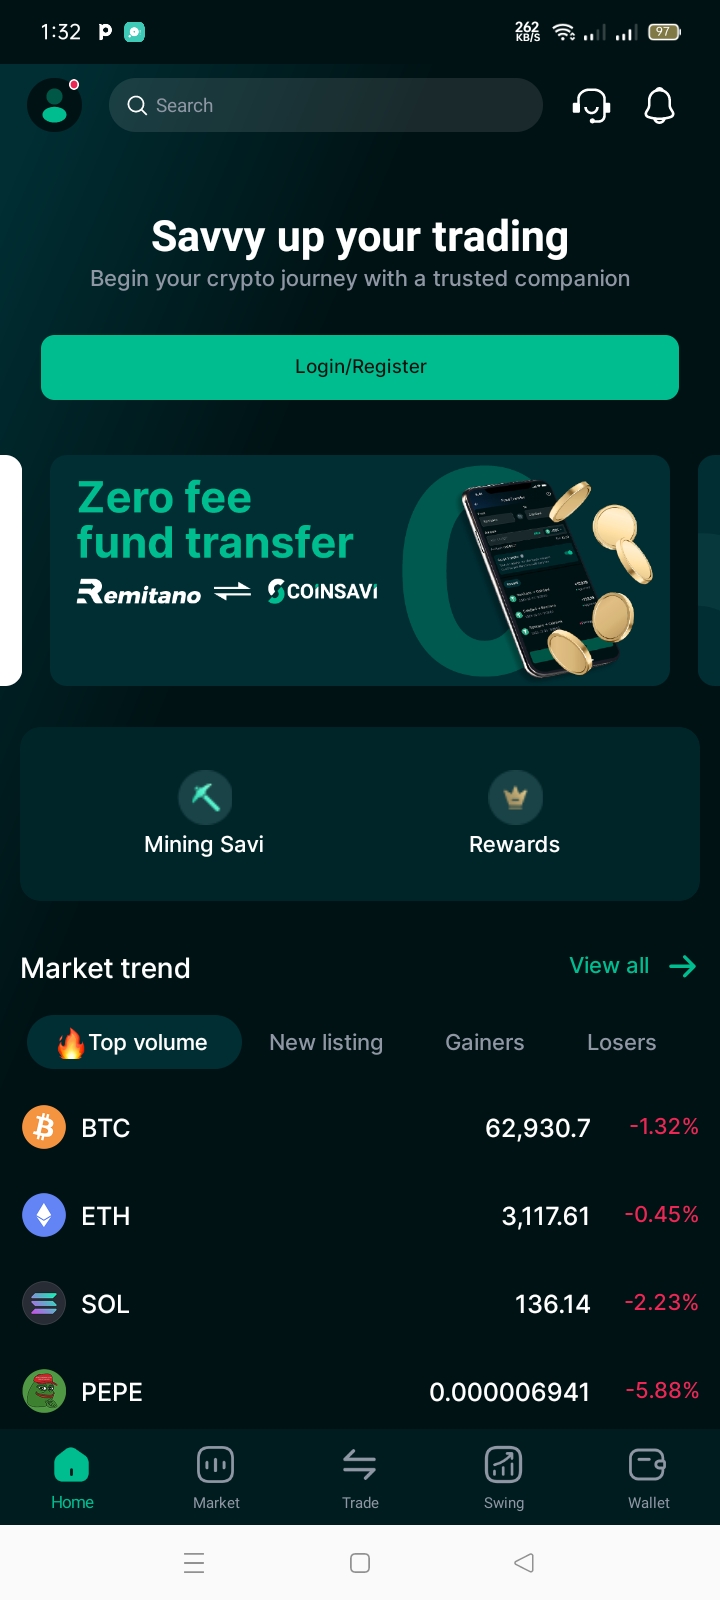 1:32
262
KB/S
97
Search
Savvy up your trading
Begin your crypto journey with a trusted companion
Login/Register
Zero fee
fund transfer
Remitano COINSAVI
Mining Savi Rewards
Market trend View all
Top volume New listing Gainers Losers
BTC 62,930.7 -1.32%
ETH 3,117.61 -0.45%
SOL 136.14 -2.23%
PEPE 0.000006941 -5.88%
Home Market Trade Swing Wallet